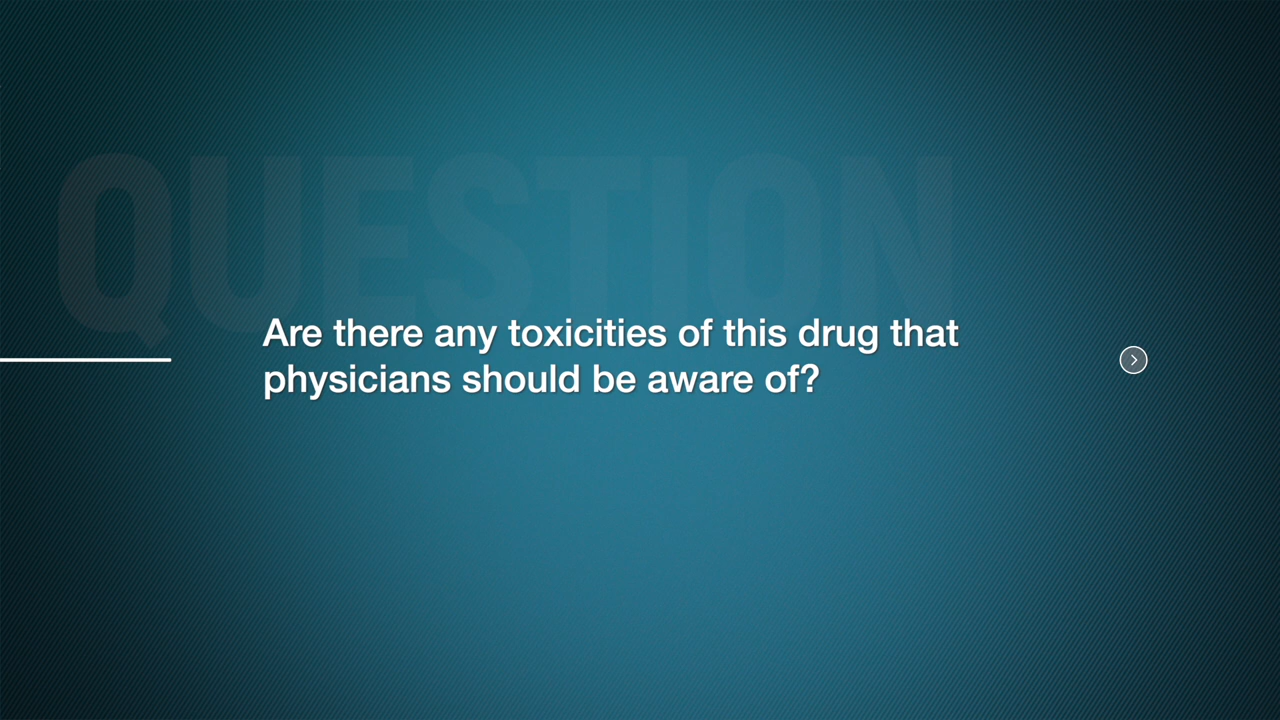 QUESTION
Are there any toxicities of this drug that
physicians should be aware of?